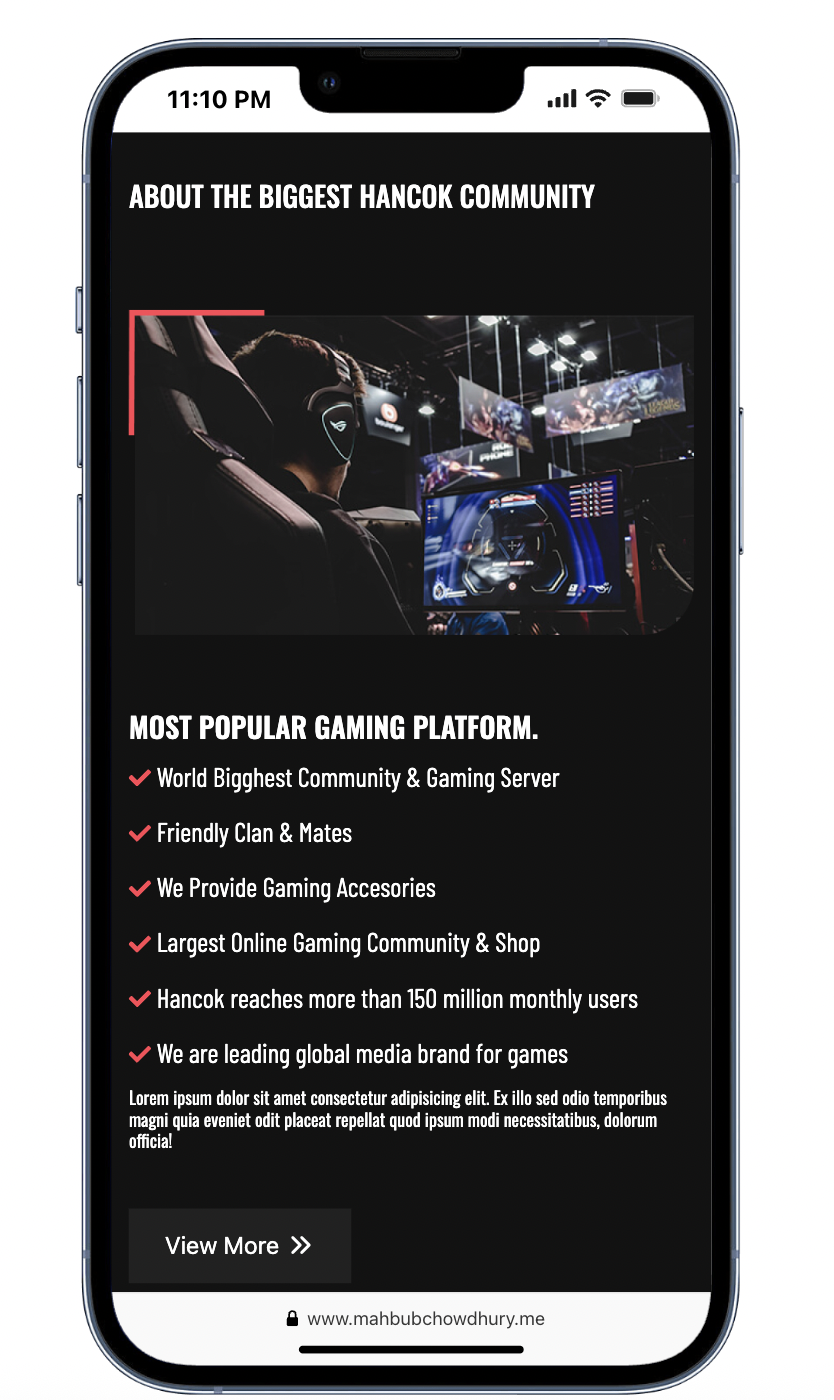 11:10 PM
ABOUT THE BIGGEST HANCOK COMMUNITY
LEAGUE
LEGENDS
PHONE
MOST POPULAR GAMING PLATFORM.
World Bigghest Community & Gaming Server
Friendly Clan & Mates
We Provide Gaming Accesories
Largest Online Gaming Community & Shop
Hancok reaches more than 150 million monthly users
We are leading global media brand for games
Lorem ipsum dolor sit amet consectetur adipisicing elit. Ex illo sed odio temporibus
magni quia eveniet odit placeat repellat quod ipsum modi necessitatibus, dolorum
officia!
View More
www.mahbubchowdhury.me